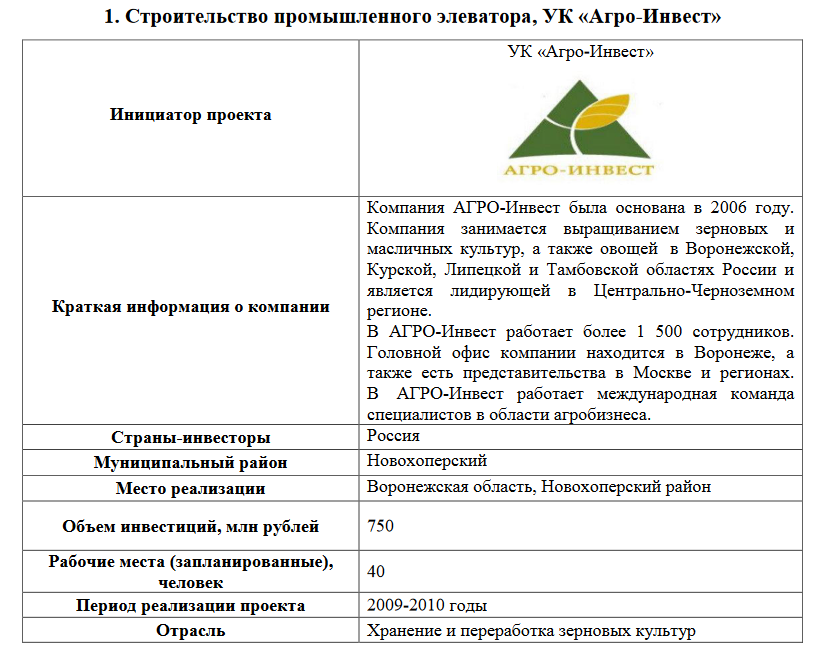 1. Строительство промышленного элеватора, УК «Агро-Инвест»
Инициатор проекта
УК «Агро-Инвест»
АГРО-ИНВЕСТ
Краткая информация о компании
Компания АГРО-Инвест была основана в 2006 году.
Компания занимается выращиванием зерновых и
масличных культур, а также овощей в Воронежской,
Курской, Липецкой и Тамбовской областях России и
является лидирующей в Центрально-Черноземном
регионе.
В АГРО-Инвест работает более 1 500 сотрудников.
Головной офис компании находится в Воронеже, а
также есть представительства в Москве и регионах.
В АГРО-Инвест работает международная команда
специалистов в области агробизнеса.
Страны-инвесторы
Россия
Муниципальный район
Новохоперский
Место реализации
Воронежская область, Новохоперский район
Объем инвестиций, млн рублей
750
Рабочие места (запланированные),
человек
40
Период реализации проекта
2009-2010 годы
Отрасль
Хранение и переработка зерновых культур